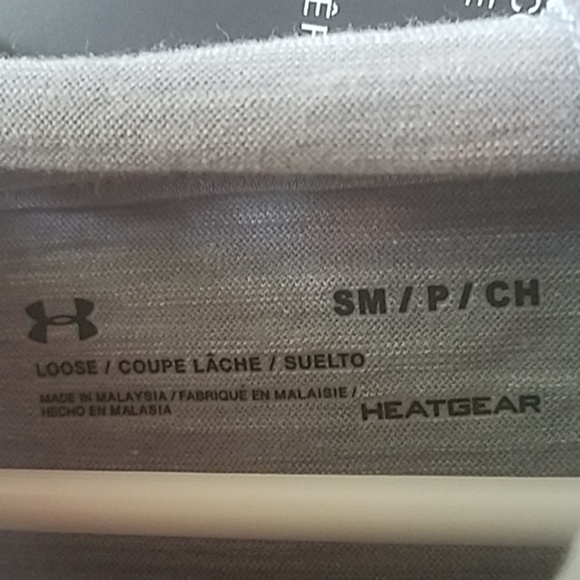 SM / P / CH
LOOSE / COUPE LÂCHE / SUELTO
MADE IN MALAYSIA / FABRIQUÉ EN MALAISIE /
HECHO EN MALASIA
HEATGEAR